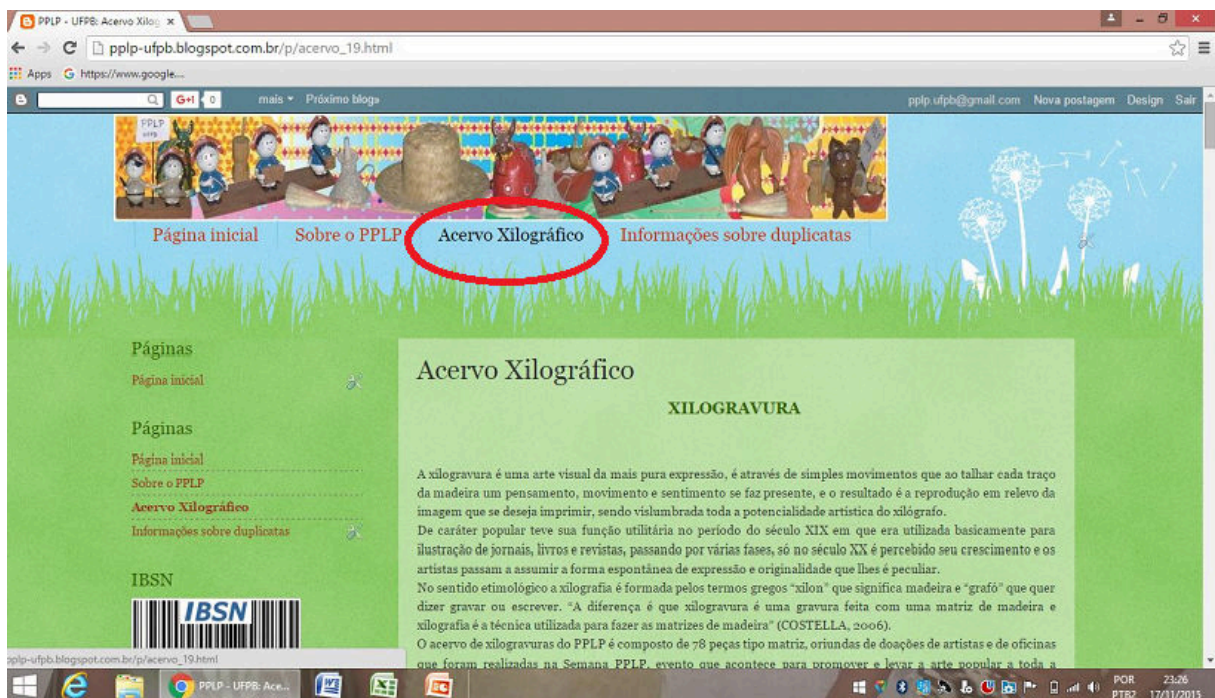 PPLP - UFPB: Acervo Xilog
pplp-ufpb.blogspot.com.br/p/acervo_19.html
Apps
https://www.google...
G+1 0 mais Próximo blog»
pplp.ufpb@gmail.com Nova postagem Design Sair
PPLP
UFPB
Página inicial Sobre o PPLP Acervo Xilográfico Informações sobre duplicatas
Páginas
Página inicial
Páginas
Página inicial
Sobre o PPLP
Acervo Xilográfico
Informações sobre duplicatas
IBSN
IBSN
Acervo Xilográfico
XILOGRAVURA
A xilogravura é uma arte visual da mais pura expressão, é através de simples movimentos que ao talhar cada traço
da madeira um pensamento, movimento e sentimento se faz presente, e o resultado é a reprodução em relevo da
imagem que se deseja imprimir, sendo vislumbrada toda a potencialidade artistica do xilógrafo.
De caráter popular teve sua função utilitária no período do século XIX em que era utilizada basicamente para
ilustração de jornais, livros e revistas, passando por várias fases, só no século XX é percebido seu crescimento e os
artistas passam a assumir a forma espontânea de expressão e originalidade que lhes é peculiar.
No sentido etimológico a xilografia é formada pelos termos gregos “xilon” que significa madeira e “grafó” que quer
dizer gravar ou escrever. “A diferença é que xilogravura é uma gravura feita com uma matriz de madeira e
xilografia é a técnica utilizada para fazer as matrizes de madeira” (COSTELLA, 2006).
O acervo de xilogravuras do PPLP é composto de 78 peças tipo matriz, oriundas de doações de artistas e de oficinas
que foram realizadas na Semana PPLP, evento que acontece para promover e levar a arte popular a toda a
pplp-ufpb.blogspot.com.br/p/acervo_19.html
PPLP - UFPB: Ace...
POR
PTB2
23:26
17/11/2015